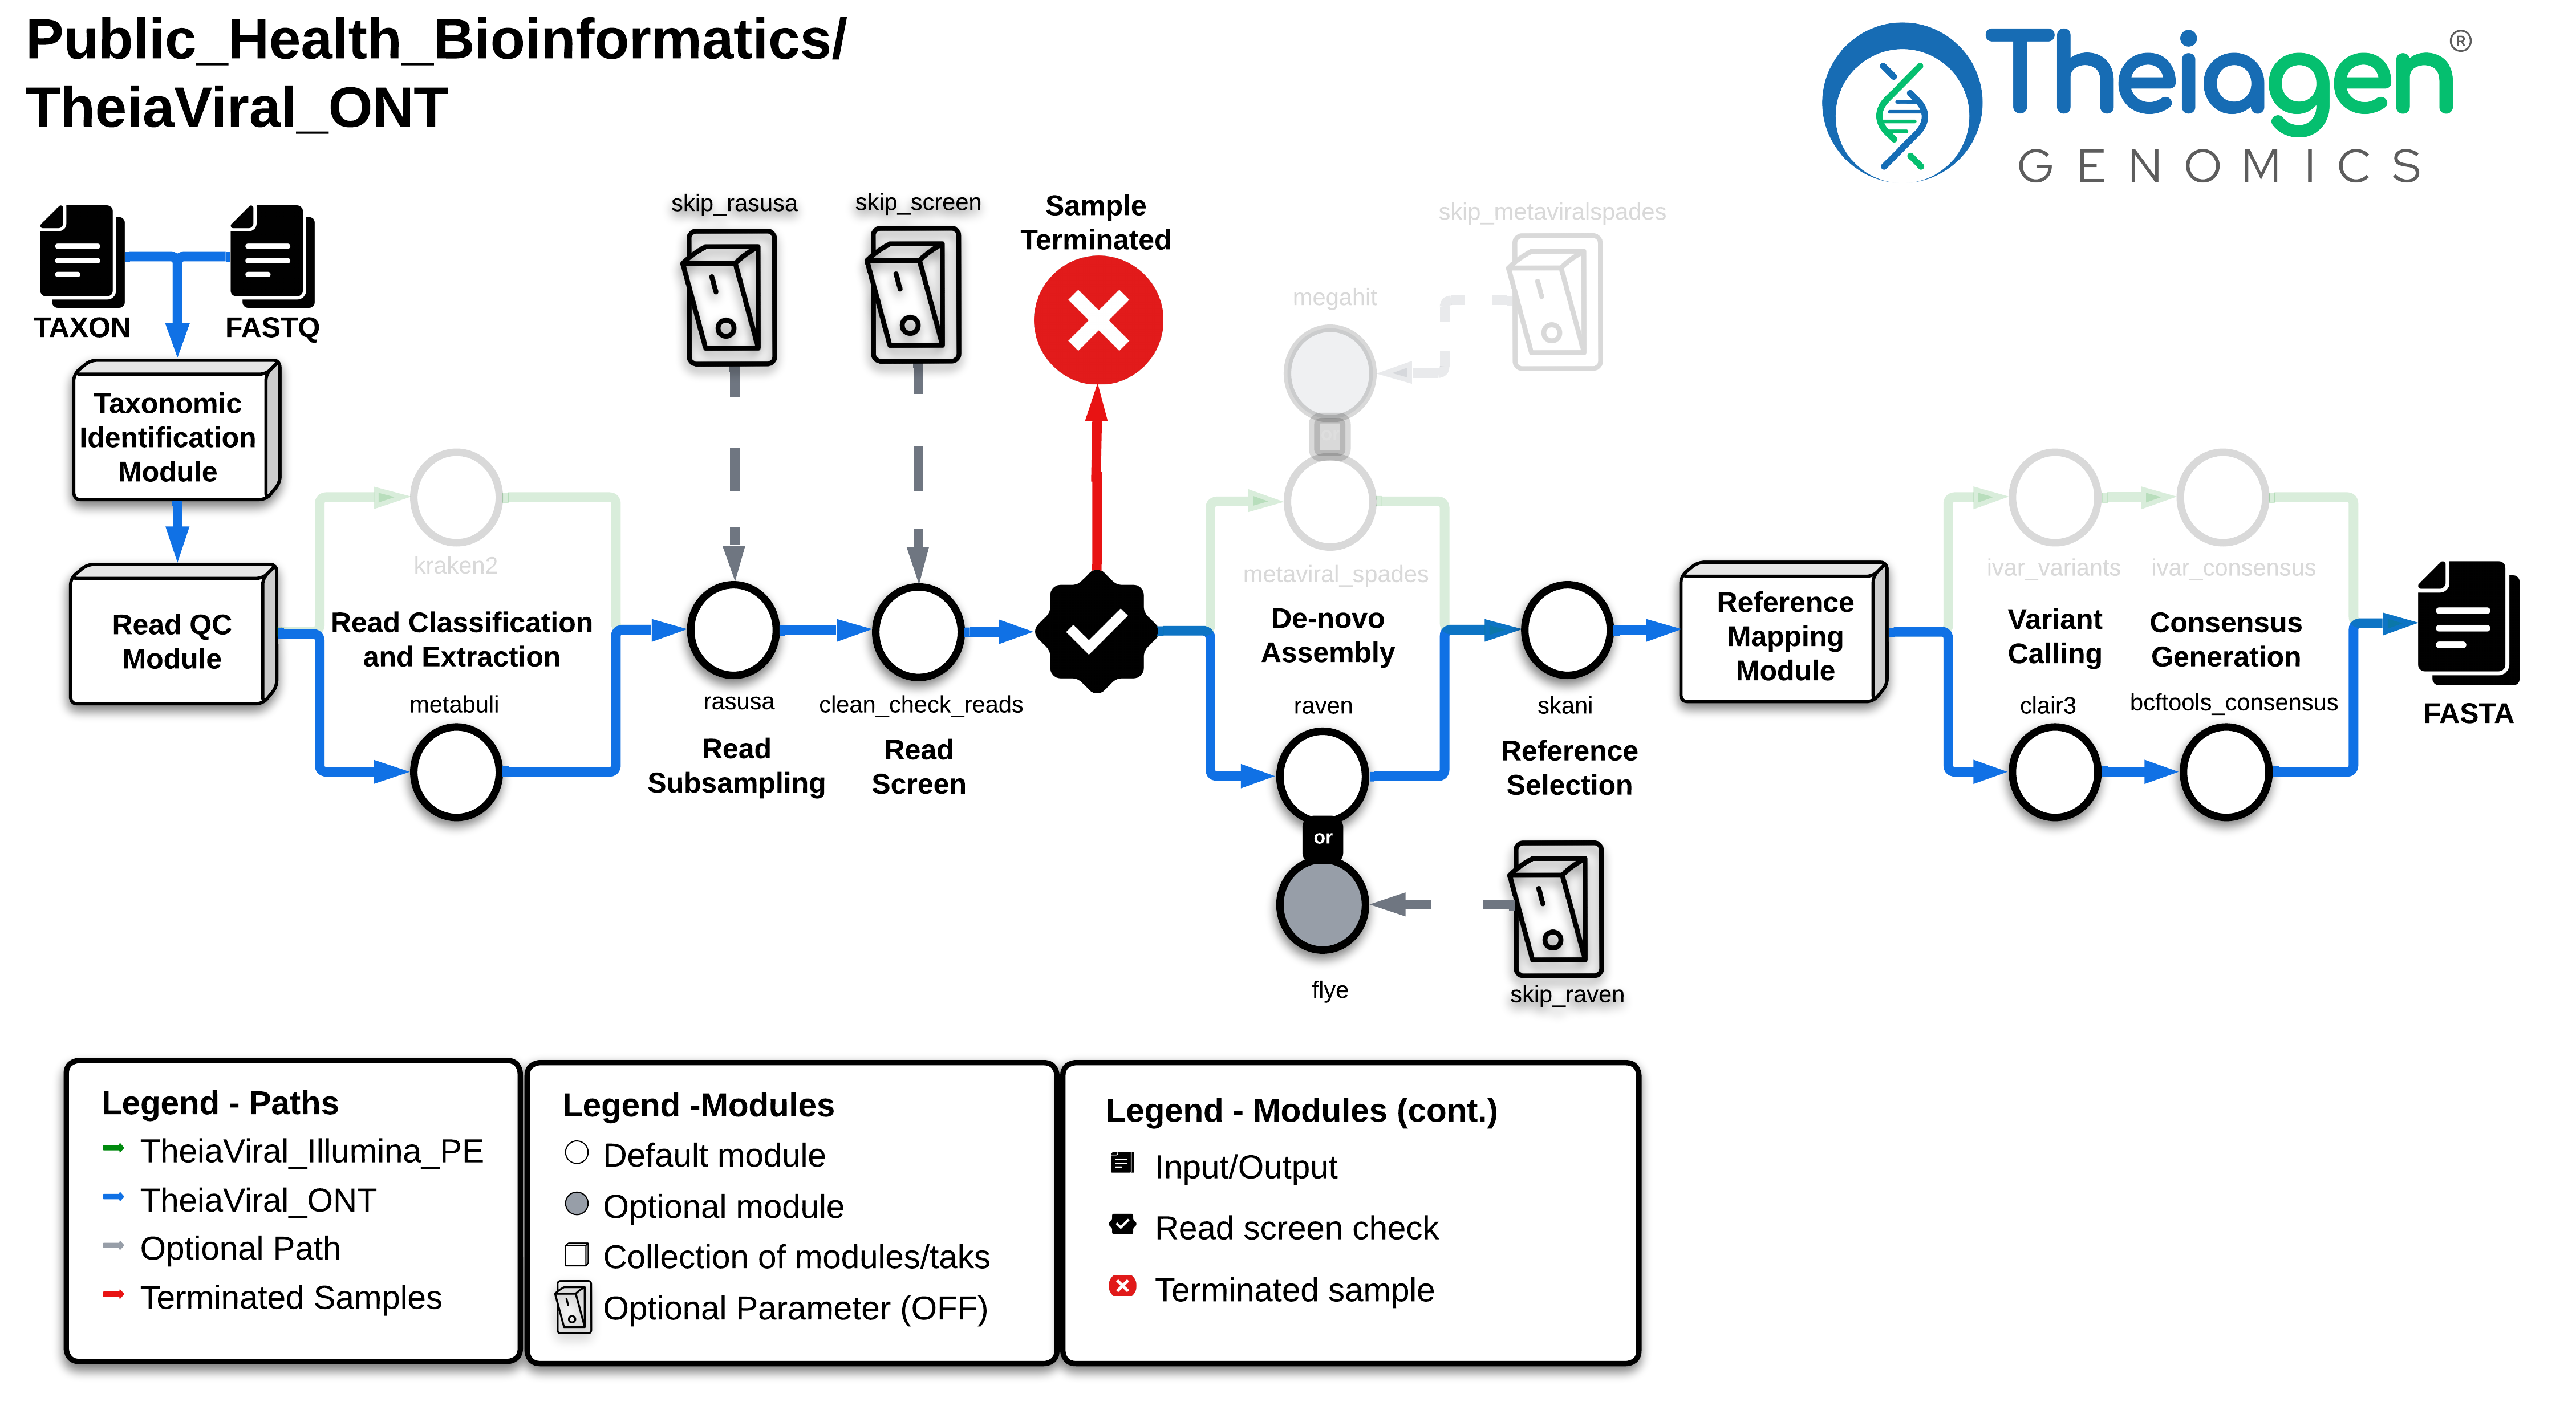 Public_Health_Bioinformatics/
TheiaViral_ONT
Theiagen®
GENOMICS
TAXON
FASTQ
Taxonomic
Identification
Module
Read QC
Module
kraken2
Read Classification
and Extraction
metabuli
skip_rasusa
rasusa
Read
Subsampling
skip_screen
clean_check_reads
Read
Screen
Sample
Terminated
skip_metaviralspades
megahit
metaviral_spades
De-novo
Assembly
raven
or
flye
skip_raven
skani
Reference
Selection
Reference
Mapping
Module
ivar_variants
ivar_consensus
Variant
Calling
Consensus
Generation
clair3
bcftools_consensus
FASTA
Legend - Paths
TheiaViral_Illumina_PE
TheiaViral_ONT
Optional Path
Terminated Samples
Legend -Modules
Default module
Optional module
Collection of modules/taks
Optional Parameter (OFF)
Legend - Modules (cont.)
Input/Output
Read screen check
Terminated sample